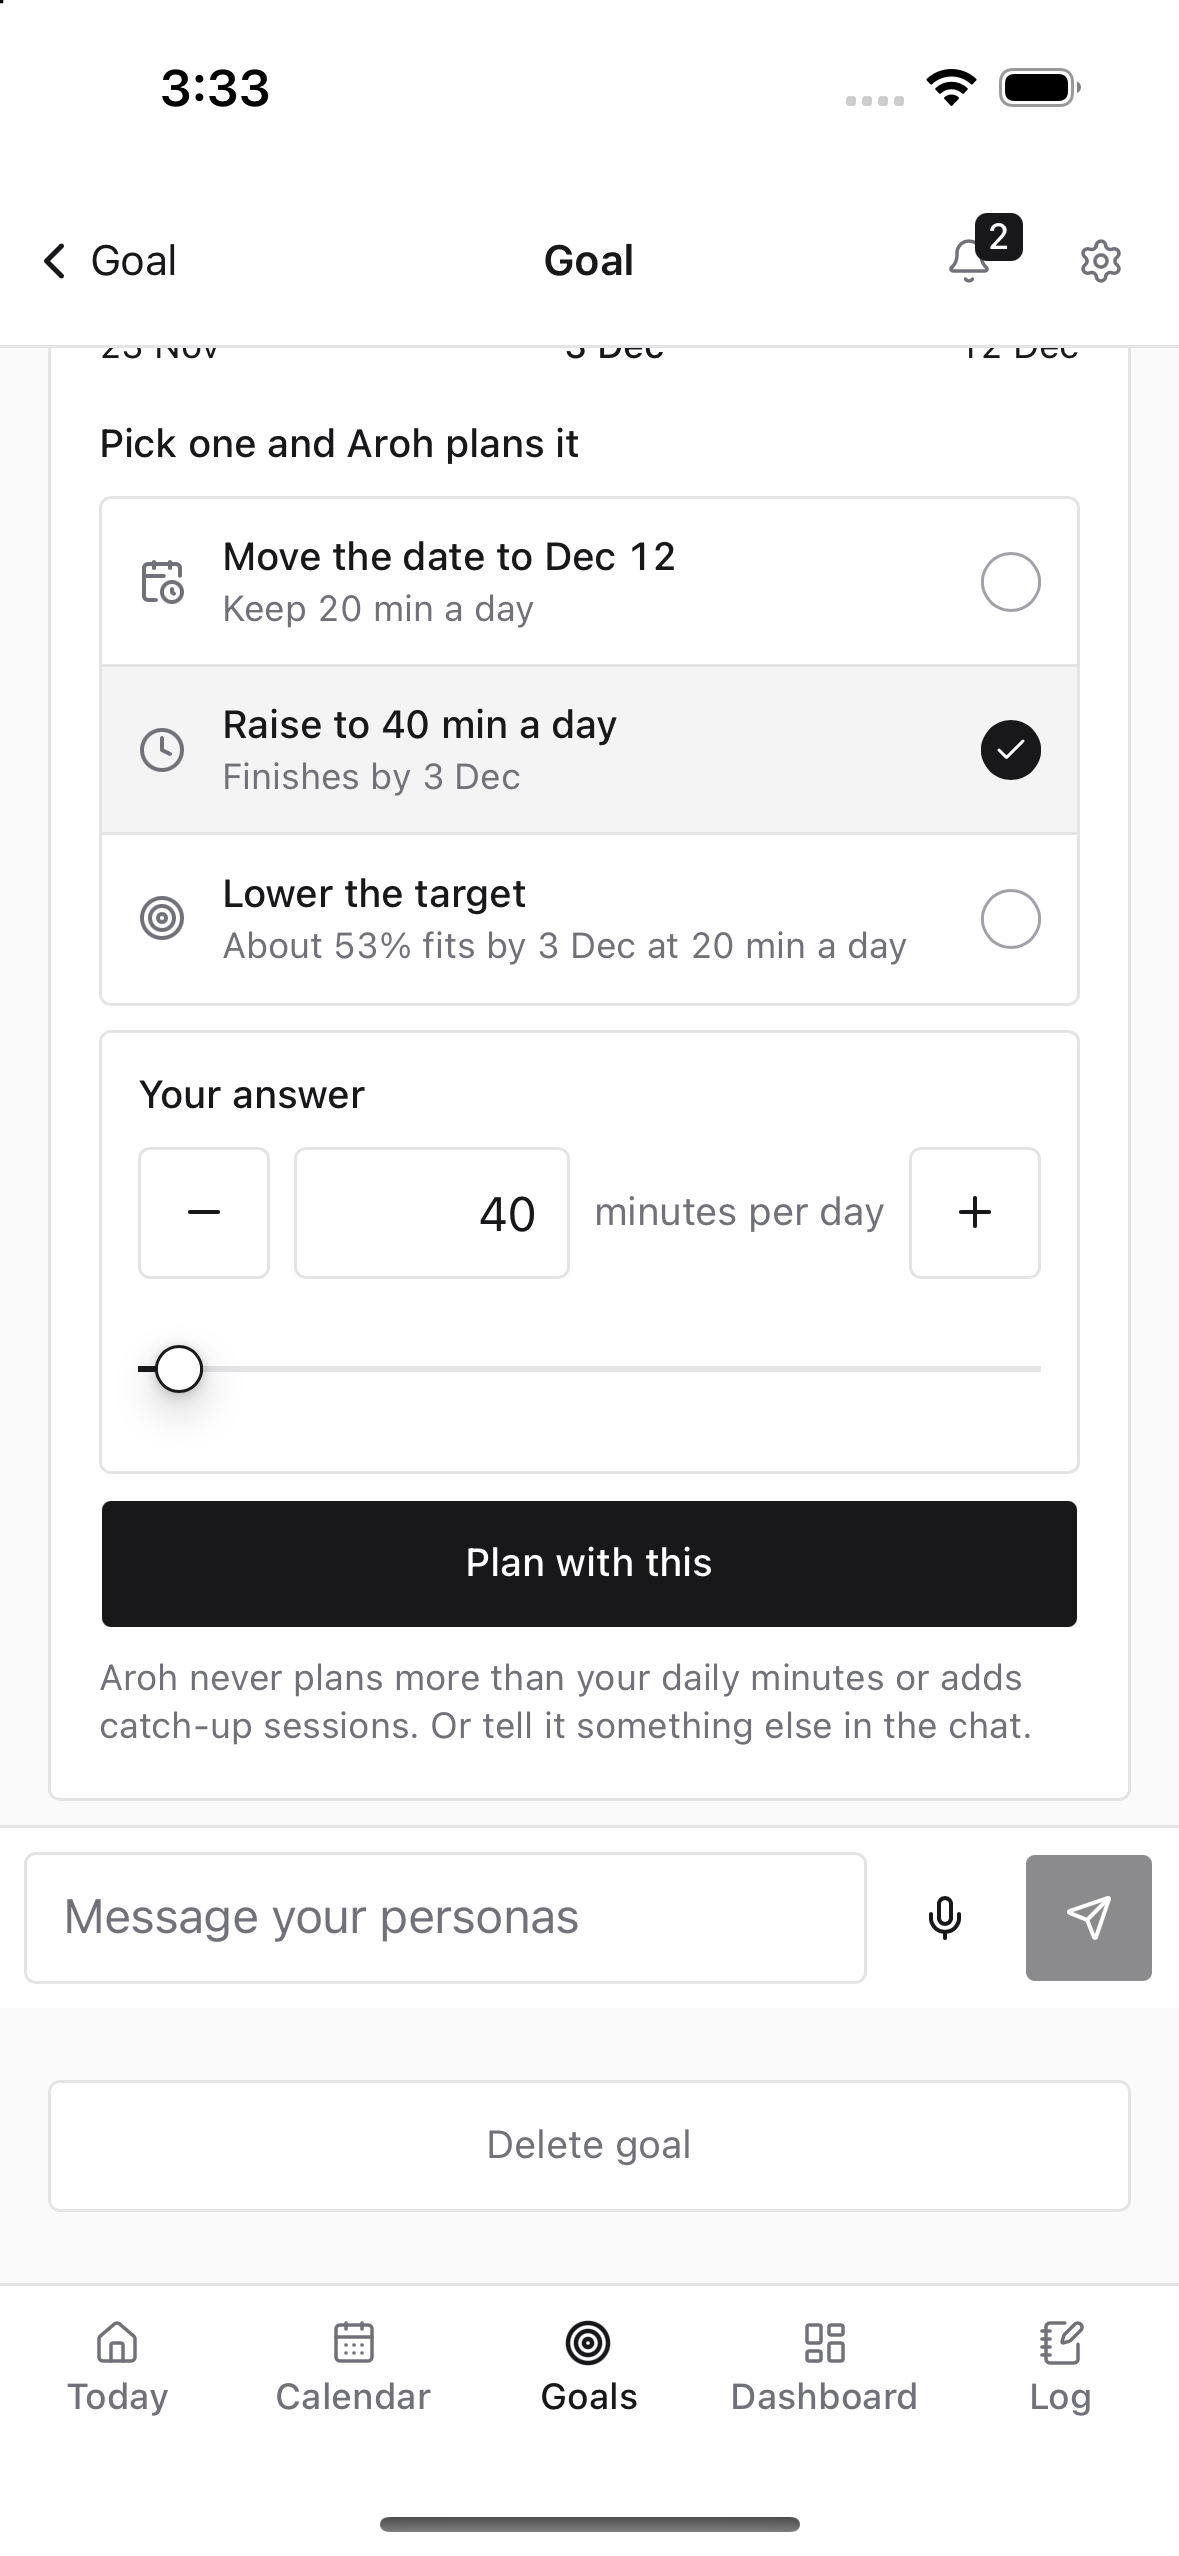 3:33
Goal
Goal
2
3 Dec
12 Dec
Pick one and Aroh plans it
Move the date to Dec 12
Keep 20 min a day
Raise to 40 min a day
Finishes by 3 Dec
Lower the target
About 53% fits by 3 Dec at 20 min a day
Your answer
40
minutes per day
Plan with this
Aroh never plans more than your daily minutes or adds
catch-up sessions. Or tell it something else in the chat.
Message your personas
Delete goal
Today
Calendar
Goals
Dashboard
Log